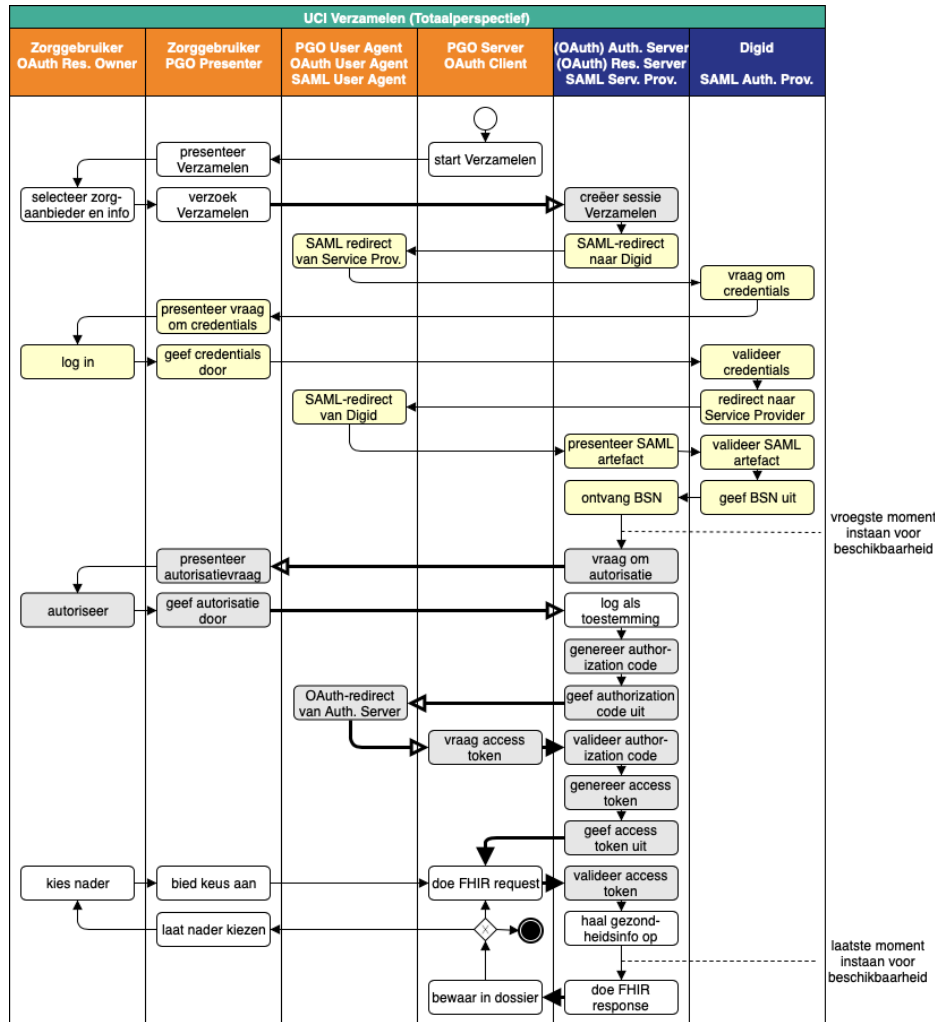 UCI Verzamelen (Totaalperspectief)
Zorggebruiker
OAuth Res. Owner
Zorggebruiker
PGO Presenter
PGO User Agent
OAuth User Agent
SAML User Agent
PGO Server
OAuth Client
(OAuth) Auth. Server
(OAuth) Res. Server
SAML Serv. Prov.
Digid
SAML Auth. Prov.
presenteer
Verzamelen
start Verzamelen
selecteer zorg-
aanbieder en info
verzoek
Verzamelen
creëer sessie
Verzamelen
SAML redirect
van Service Prov.
SAML-redirect
naar Digid
vraag om
credentials
presenteer vraag
om credentials
log in
geef credentials
door
valideer
credentials
SAML-redirect
van Digid
redirect naar
Service Provider
presenteer SAML
artefact
valideer SAML
artefact
ontvang BSN
geef BSN uit
vroegste moment
instaan voor
beschikbaarheid
presenteer
autorisatievraag
vraag om
autorisatie
autoriseer
geef autorisatie
door
log als
toestemming
genereer author-
ization code
OAuth-redirect
van Auth. Server
geef authorization
code uit
vraag access
token
valideer author-
ization code
genereer access
token
geef access
token uit
kies nader
bied keus aan
doe FHIR request
valideer access
token
laat nader kiezen
X
haal gezond-
heidsinfo op
laatste moment
instaan voor
beschikbaarheid
bewaar in dossier
doe FHIR
response